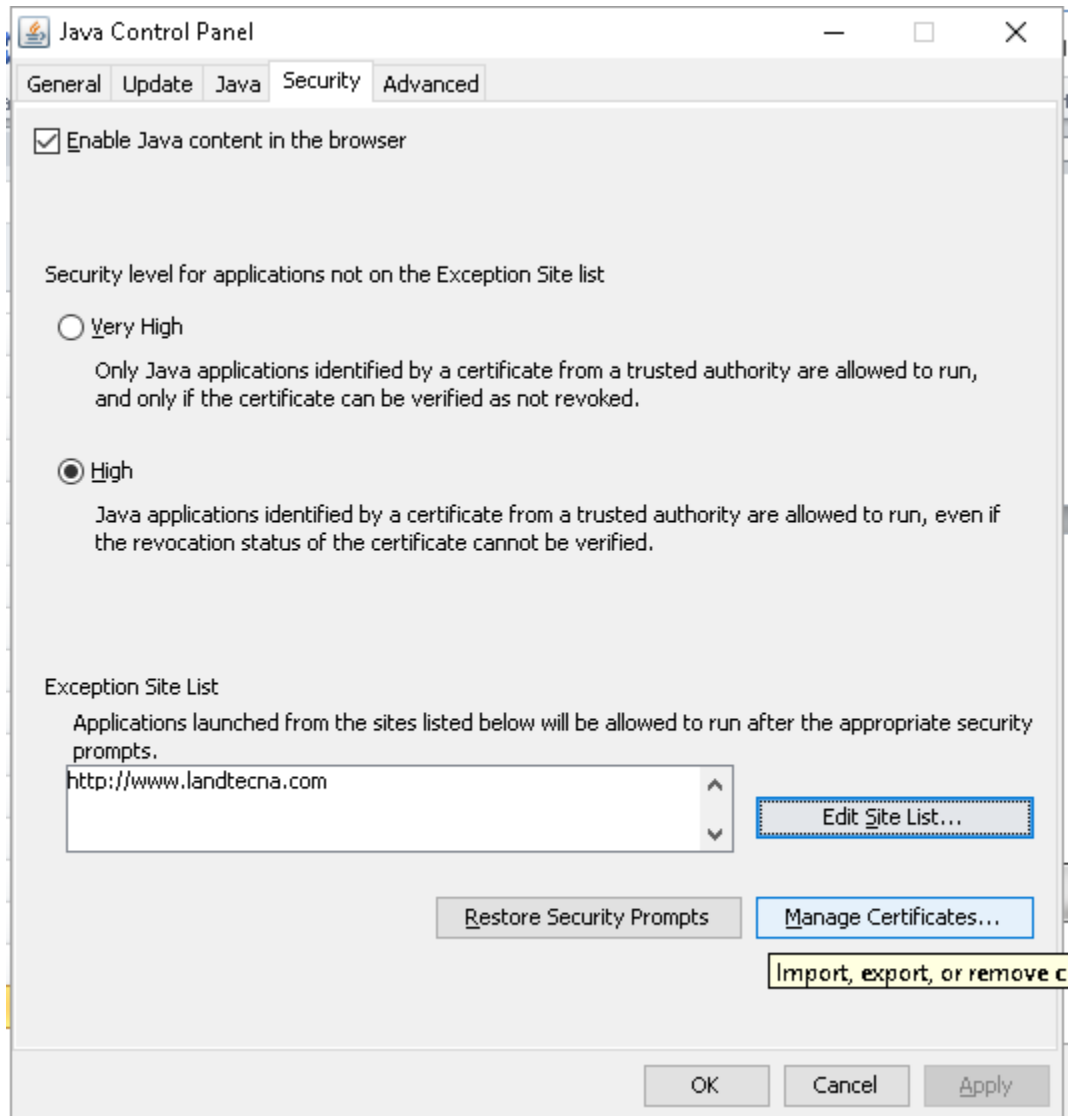 Java Control Panel
General Update Java Security Advanced
Enable Java content in the browser
Security level for applications not on the Exception Site list
Very High
Only Java applications identified by a certificate from a trusted authority are allowed to run,
and only if the certificate can be verified as not revoked.
High
Java applications identified by a certificate from a trusted authority are allowed to run, even if
the revocation status of the certificate cannot be verified.
Exception Site List
Applications launched from the sites listed below will be allowed to run after the appropriate security
prompts.
http://www.landtecna.com
Edit Site List...
Restore Security Prompts Manage Certificates...
Import, export, or remove c
OK Cancel Apply